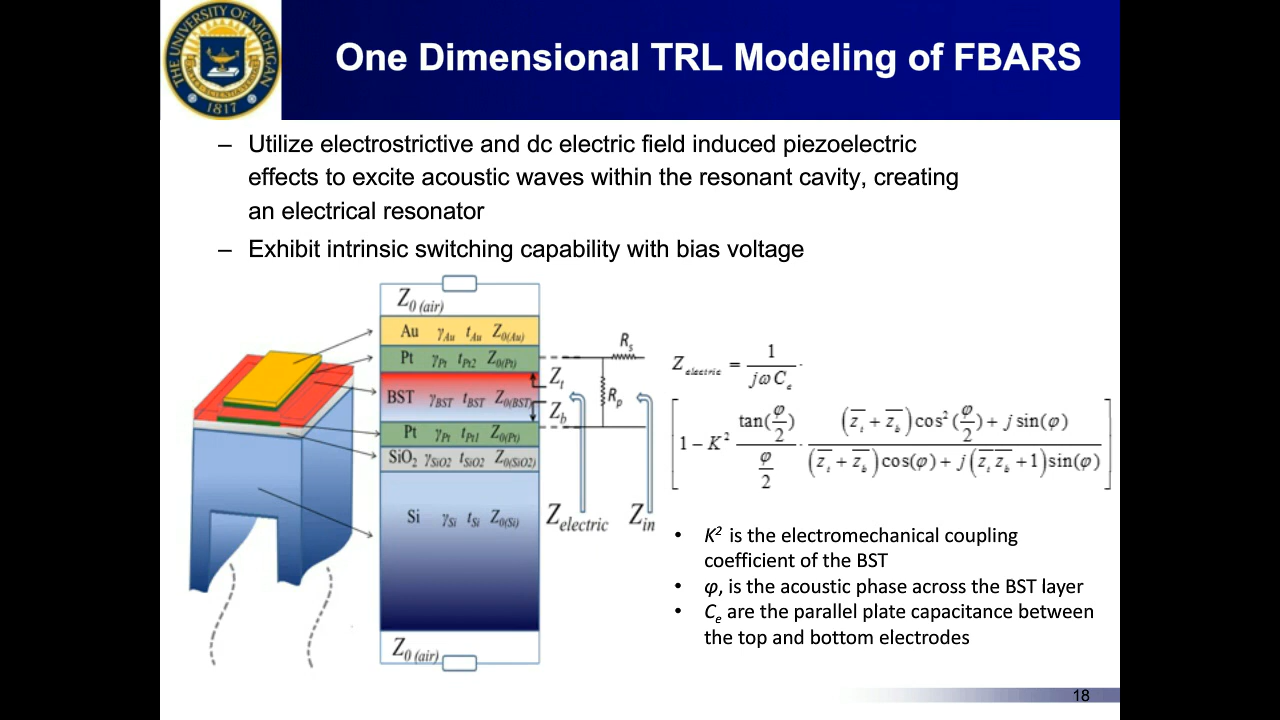 THE UNIVERSITY OF MICHIGAN
1817
One Dimensional TRL Modeling of FBARS
– Utilize electrostrictive and dc electric field induced piezoelectric
effects to excite acoustic waves within the resonant cavity, creating
an electrical resonator
– Exhibit intrinsic switching capability with bias voltage
Z0 (air)
Au γAu tAu Z0(Au)
Pt γPt tPt2 Z0(Pt)
BST γBST tBST Z0(BST)
Pt γPt tPt1 Z0(Pt)
SiO2 γSiO2 tSiO2 Z0(SiO2)
Si γSi tSi Z0(Si)
Z0 (air)
Zt
Zb
Rs
Rp
Zelectric Zin
Z electric = 1 / (jωCe) ·
[1 − K² tan(φ/2) / (φ/2) · ((z̄t + z̄b) cos²(φ/2) + j sin(φ)) / ((z̄t + z̄b) cos(φ) + j(z̄t z̄b + 1) sin(φ))]
• K² is the electromechanical coupling
coefficient of the BST
• φ, is the acoustic phase across the BST layer
• Ce are the parallel plate capacitance between
the top and bottom electrodes
18